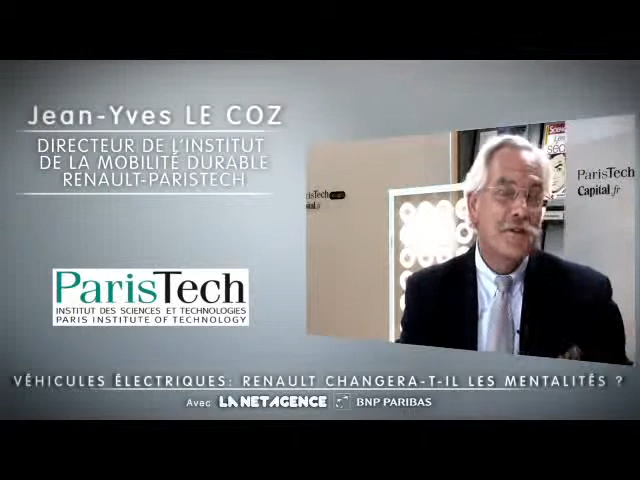 Jean-Yves LE COZ
DIRECTEUR DE L'INSTITUT
DE LA MOBILITÉ DURABLE
RENAULT-PARISTECH
ParisTech
INSTITUT DES SCIENCES ET TECHNOLOGIES
PARIS INSTITUTE OF TECHNOLOGY
ParisTech
Capital.fr
VÉHICULES ÉLECTRIQUES: RENAULT CHANGERA-T-IL LES MENTALITÉS ?
Avec LA NETAGENCE BNP PARIBAS